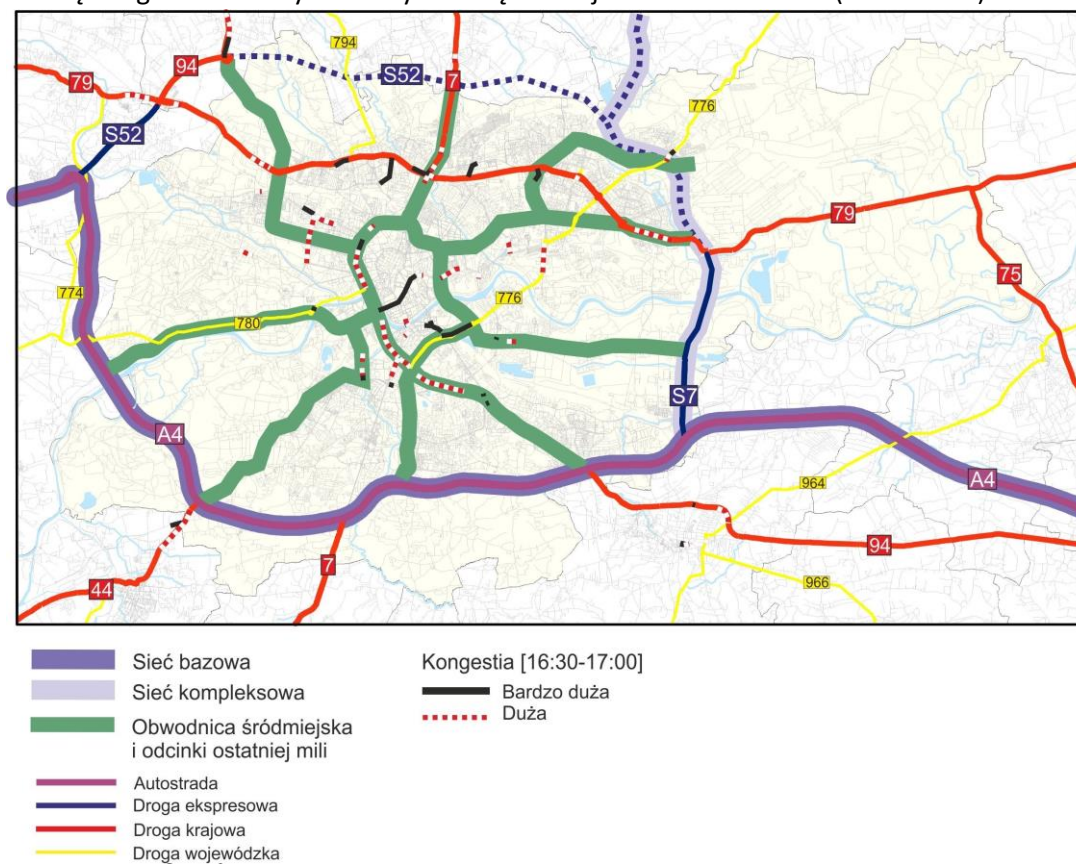 79
94
794
S52
7
776
S52
79
75
774
780
776
S7
A4
964
A4
94
7
44
966
Sieć bazowa
Sieć kompleksowa
Obwodnica śródmiejska
i odcinki ostatniej mili
Autostrada
Droga ekspresowa
Droga krajowa
Droga wojewódzka
Kongestia [16:30-17:00]
Bardzo duża
Duża